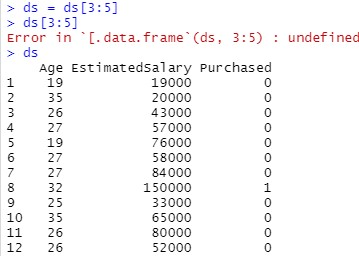 > ds = ds[3:5]
> ds[3:5]
Error in `[.data.frame`(ds, 3:5) : undefined
> ds
   Age EstimatedSalary Purchased
1   19           19000         0
2   35           20000         0
3   26           43000         0
4   27           57000         0
5   19           76000         0
6   27           58000         0
7   27           84000         0
8   32          150000         1
9   25           33000         0
10  35           65000         0
11  26           80000         0
12  26           52000         0